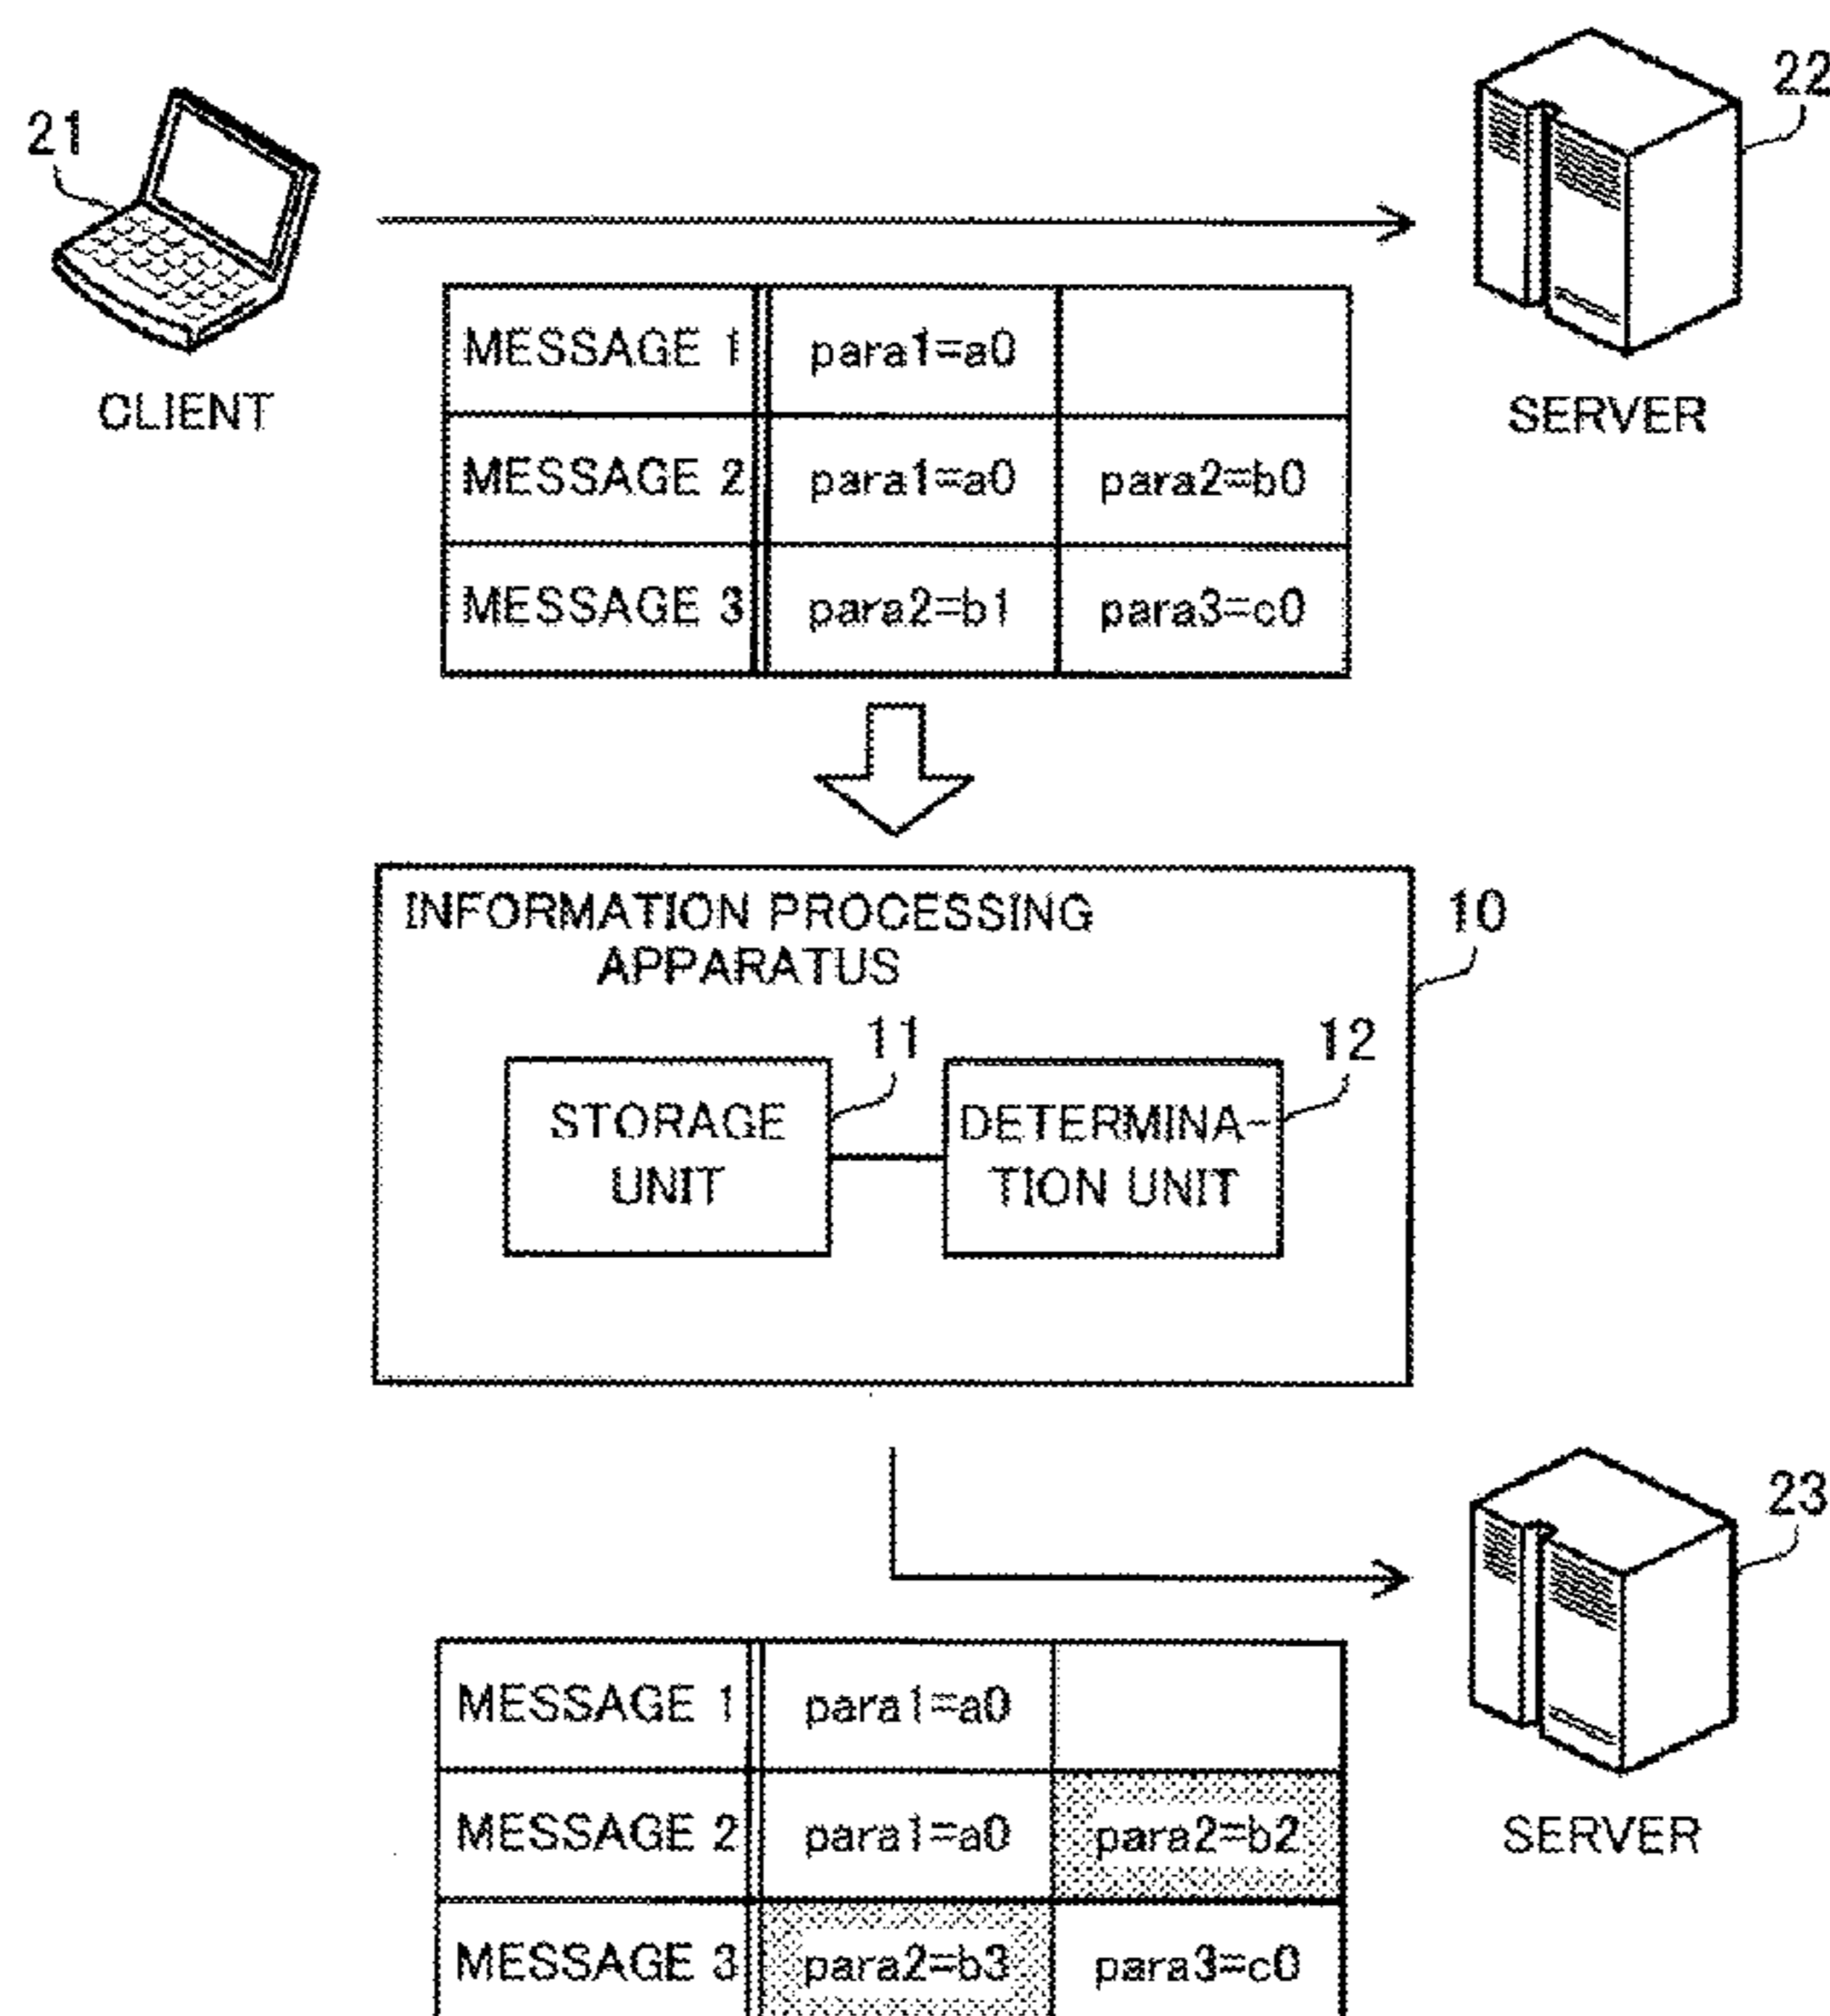 22
21
CLIENT
SERVER
MESSAGE 1 para1=a0
MESSAGE 2 para1=a0 para2=b0
MESSAGE 3 para2=b1 para3=c0
INFORMATION PROCESSING
APPARATUS
10
11
12
STORAGE
UNIT
DETERMINA-
TION UNIT
23
MESSAGE 1 para1=a0
MESSAGE 2 para1=a0 para2=b2
SERVER
MESSAGE 3 para2=b3 para3=c0